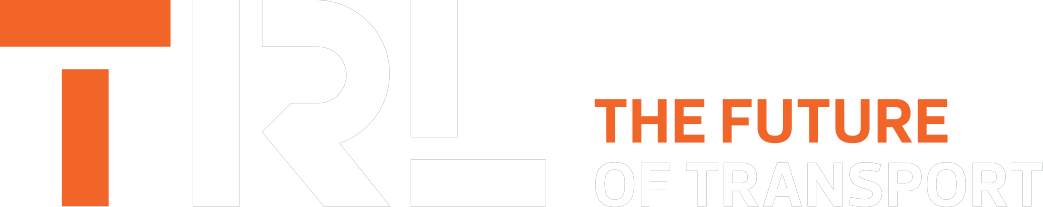 TRL
THE FUTURE
OF TRANSPORT